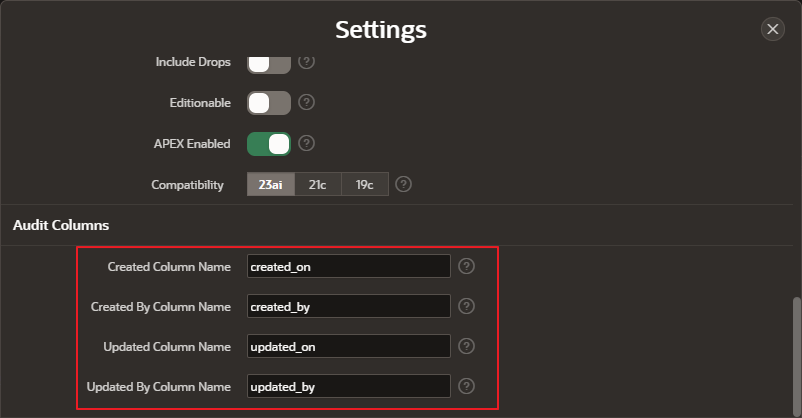 Settings
Include Drops
Editionable
APEX Enabled
Compatibility 23ai 21c 19c
Audit Columns
Created Column Name created_on
Created By Column Name created_by
Updated Column Name updated_on
Updated By Column Name updated_by